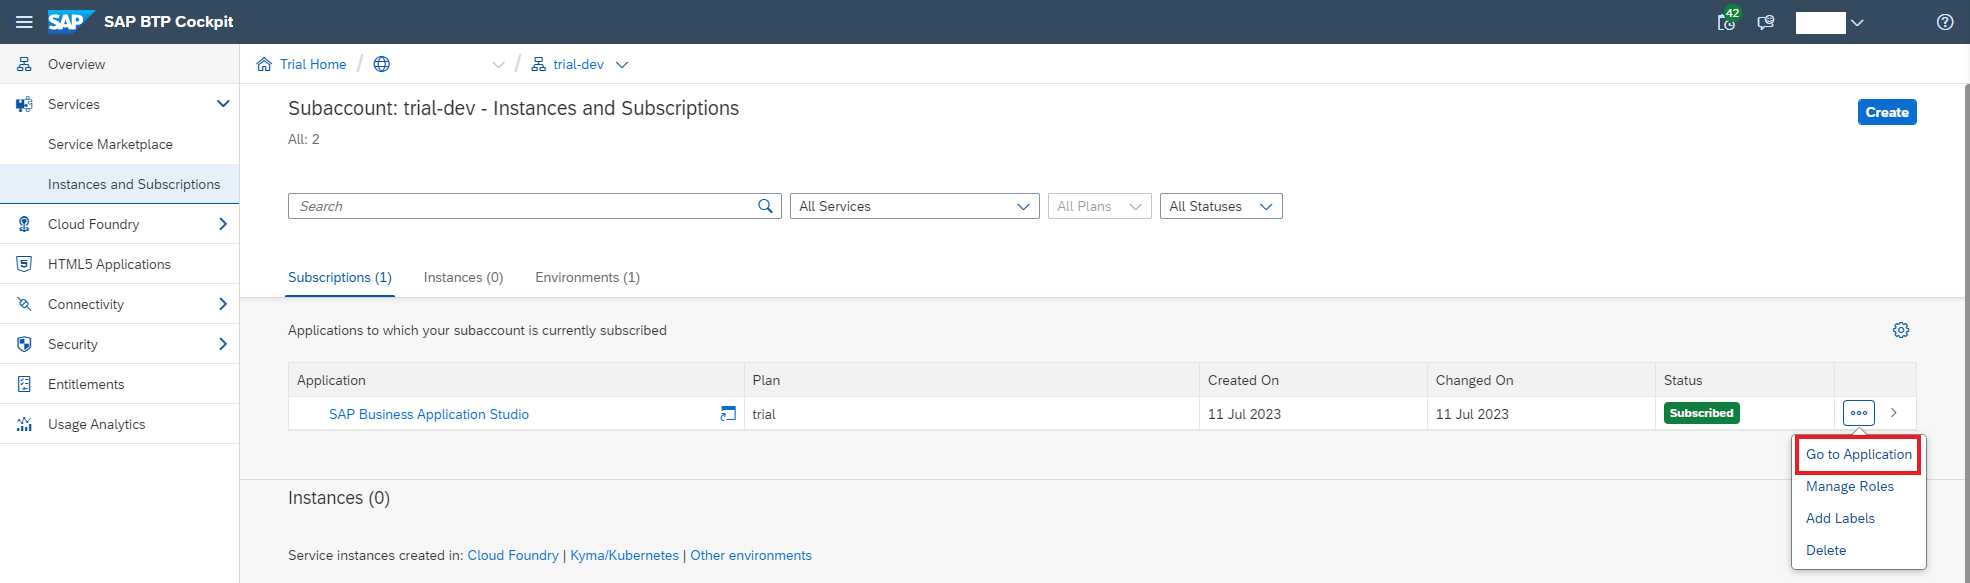 SAP SAP BTP Cockpit 42
Overview
Services
Service Marketplace
Instances and Subscriptions
Cloud Foundry
HTML5 Applications
Connectivity
Security
Entitlements
Usage Analytics
Trial Home / / trial-dev
Subaccount: trial-dev - Instances and Subscriptions
Create
All: 2
Search All Services All Plans All Statuses
Subscriptions (1) Instances (0) Environments (1)
Applications to which your subaccount is currently subscribed
Application Plan Created On Changed On Status
SAP Business Application Studio trial 11 Jul 2023 11 Jul 2023 Subscribed
Go to Application
Manage Roles
Add Labels
Delete
Instances (0)
Service instances created in: Cloud Foundry | Kyma/Kubernetes | Other environments